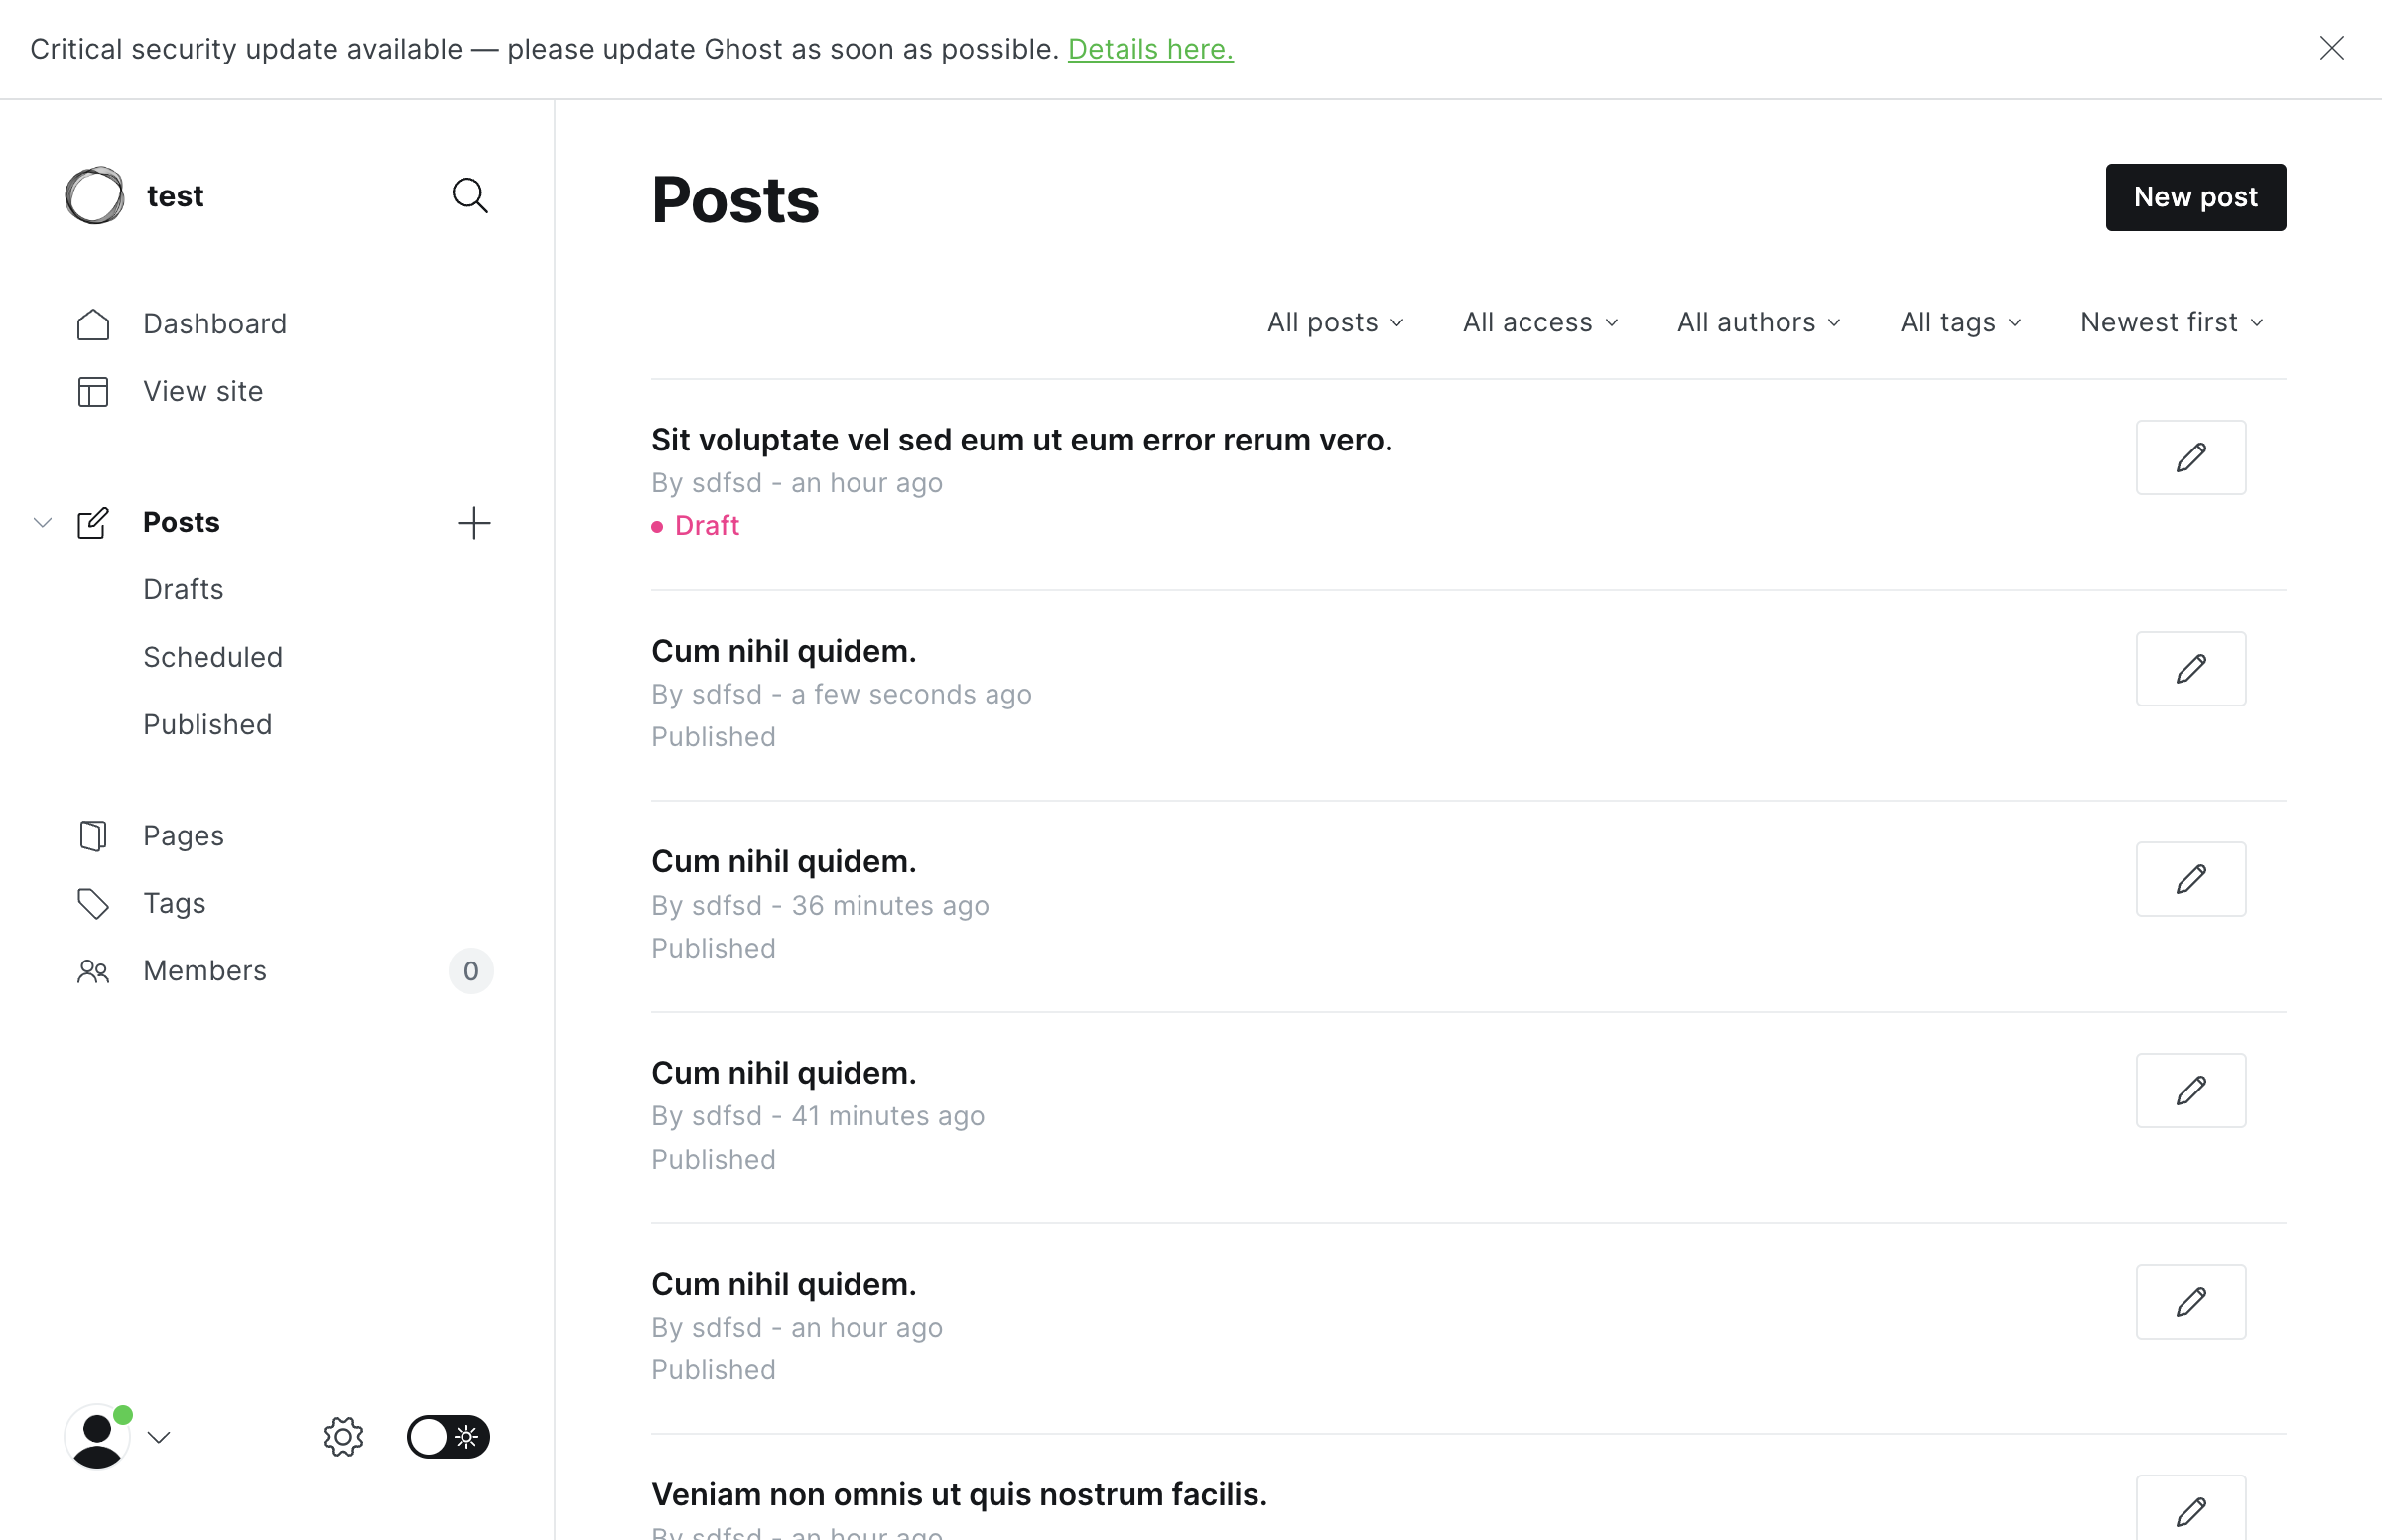 Critical security update available — please update Ghost as soon as possible. Details here.
test
Dashboard
View site
Posts
Drafts
Scheduled
Published
Pages
Tags
Members 0
Posts
New post
All posts All access All authors All tags Newest first
Sit voluptate vel sed eum ut eum error rerum vero.
By sdfsd - an hour ago
Draft
Cum nihil quidem.
By sdfsd - a few seconds ago
Published
Cum nihil quidem.
By sdfsd - 36 minutes ago
Published
Cum nihil quidem.
By sdfsd - 41 minutes ago
Published
Cum nihil quidem.
By sdfsd - an hour ago
Published
Veniam non omnis ut quis nostrum facilis.
By sdfsd - an hour ago